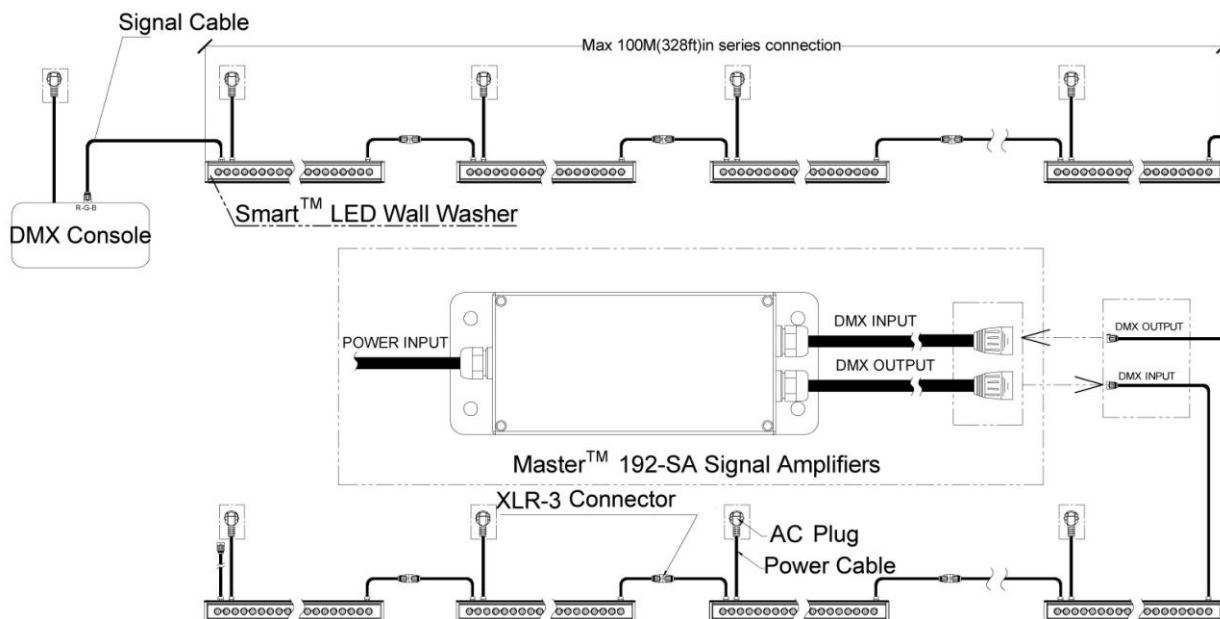 Signal Cable
Max 100M(328ft)in series connection
R-G-B
DMX Console
Smart™ LED Wall Washer
POWER INPUT
DMX INPUT
DMX OUTPUT
DMX OUTPUT
DMX INPUT
Master™ 192-SA Signal Amplifiers
XLR-3 Connector
AC Plug
Power Cable